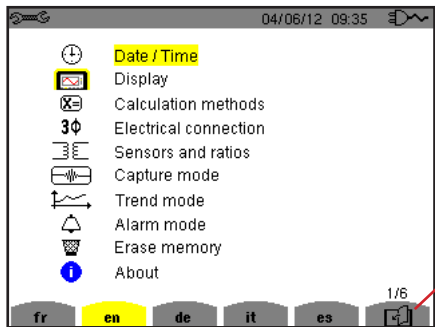 04/06/12 09:35
Date / Time
Display
X= Calculation methods
3Φ Electrical connection
Sensors and ratios
Capture mode
Trend mode
Alarm mode
Erase memory
i About
1/6
fr en de it es